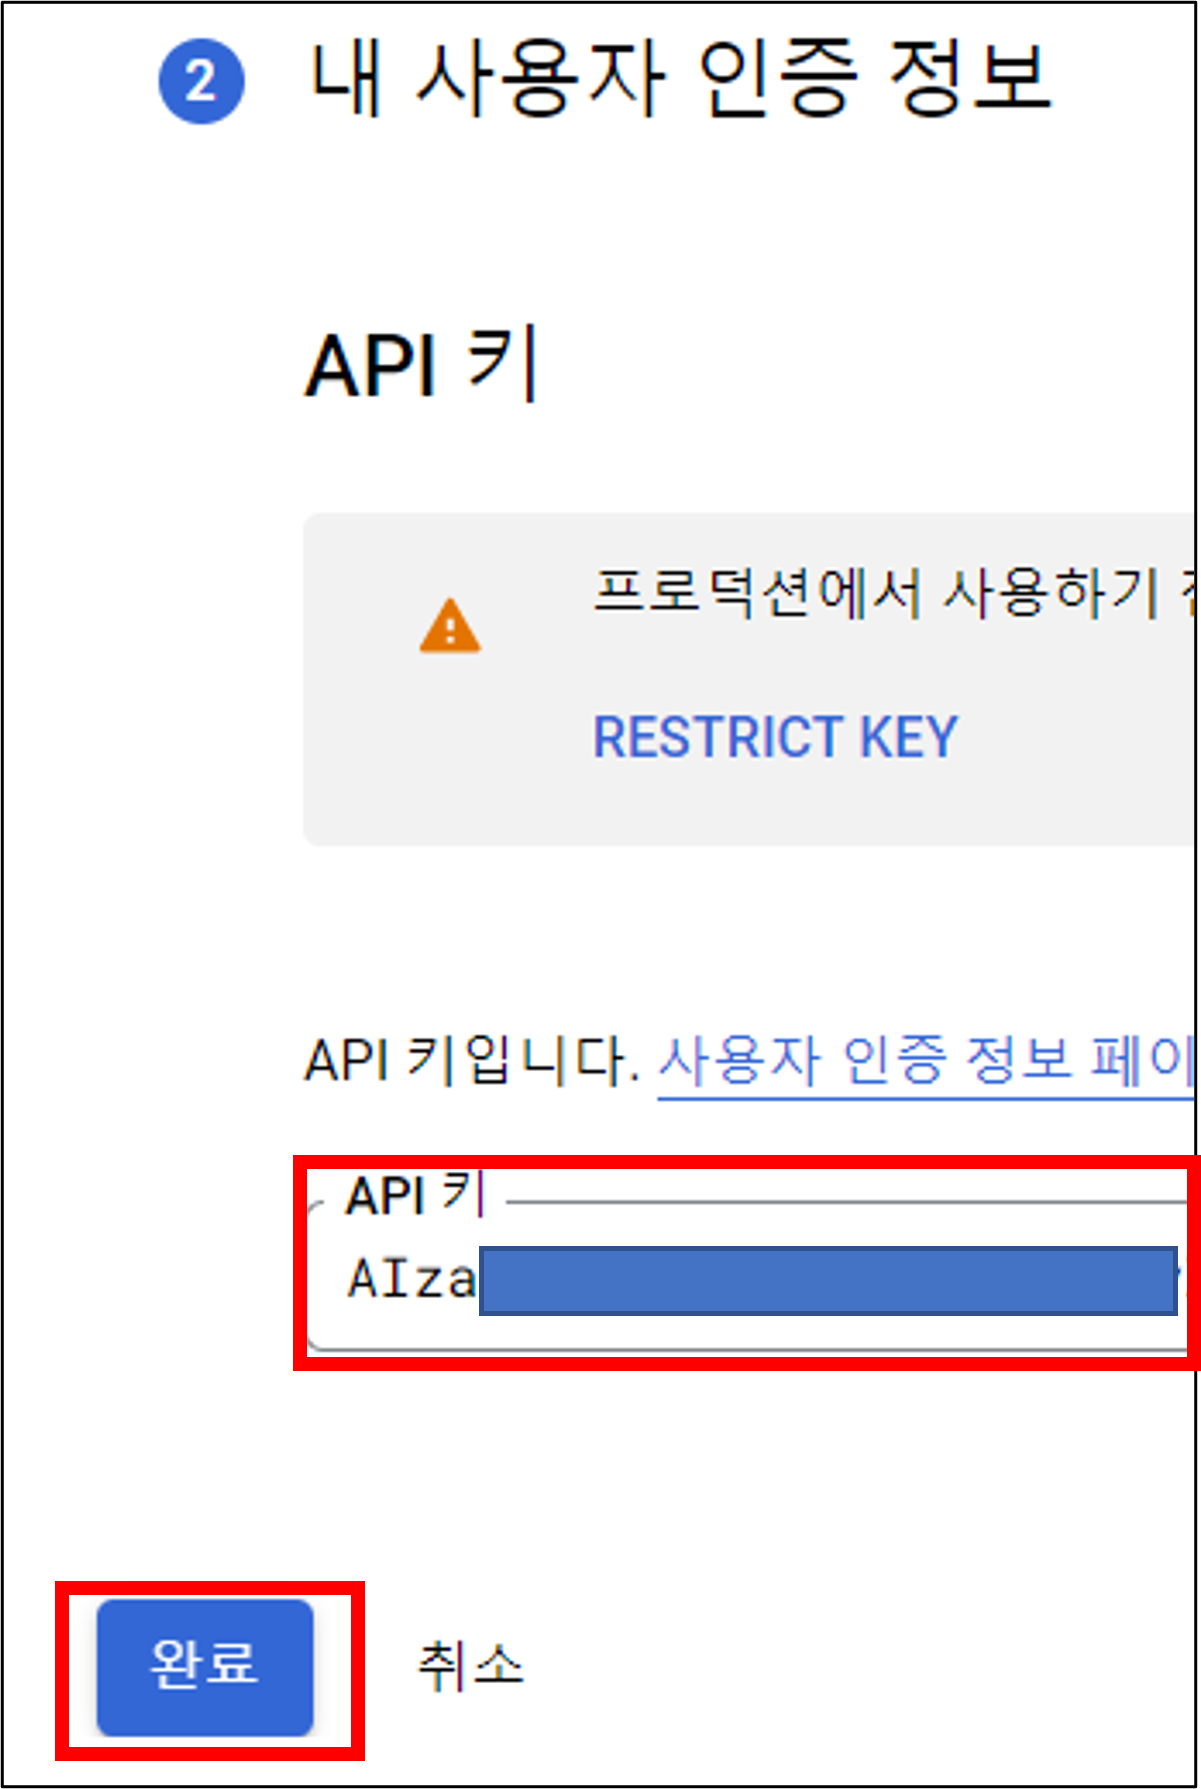 2 내 사용자 인증 정보
API 키
프로덕션에서 사용하기
RESTRICT KEY
API 키입니다. 사용자 인증 정보 페이
API 키
AIza
완료 취소